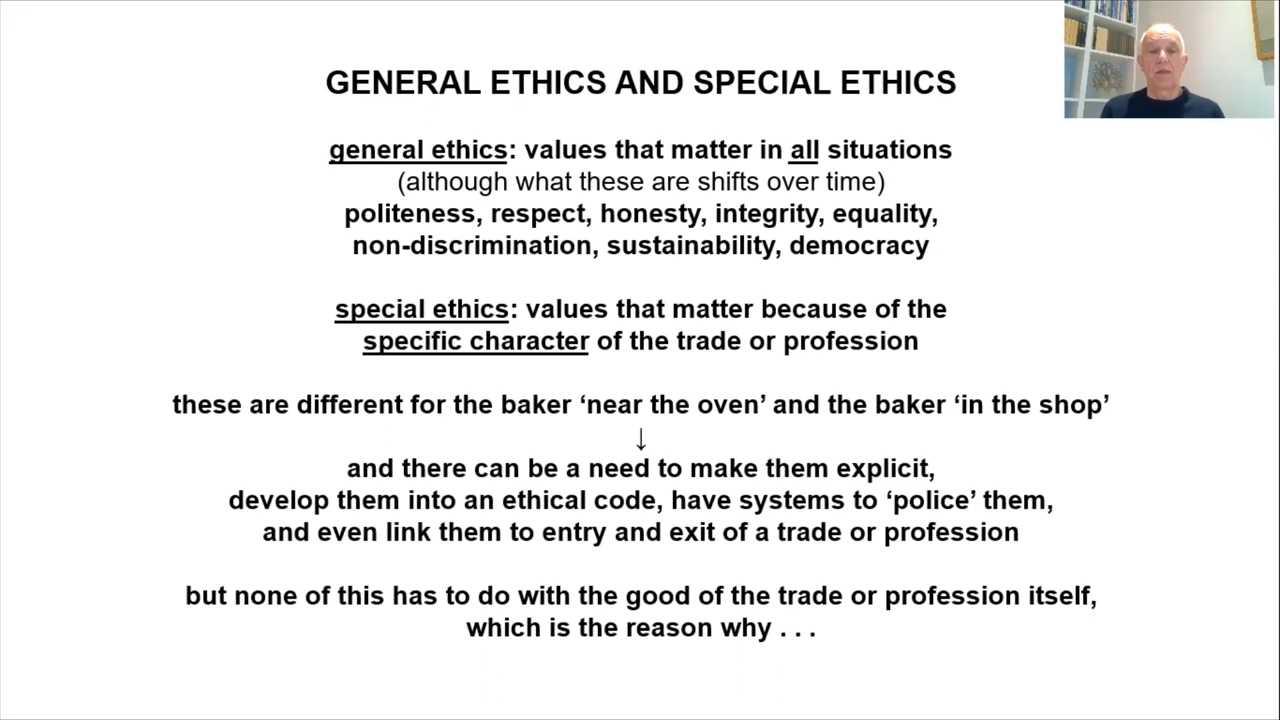 GENERAL ETHICS AND SPECIAL ETHICS
general ethics: values that matter in all situations
(although what these are shifts over time)
politeness, respect, honesty, integrity, equality,
non-discrimination, sustainability, democracy
special ethics: values that matter because of the
specific character of the trade or profession
these are different for the baker ‘near the oven’ and the baker ‘in the shop’
↓
and there can be a need to make them explicit,
develop them into an ethical code, have systems to ‘police’ them,
and even link them to entry and exit of a trade or profession
but none of this has to do with the good of the trade or profession itself,
which is the reason why . . .